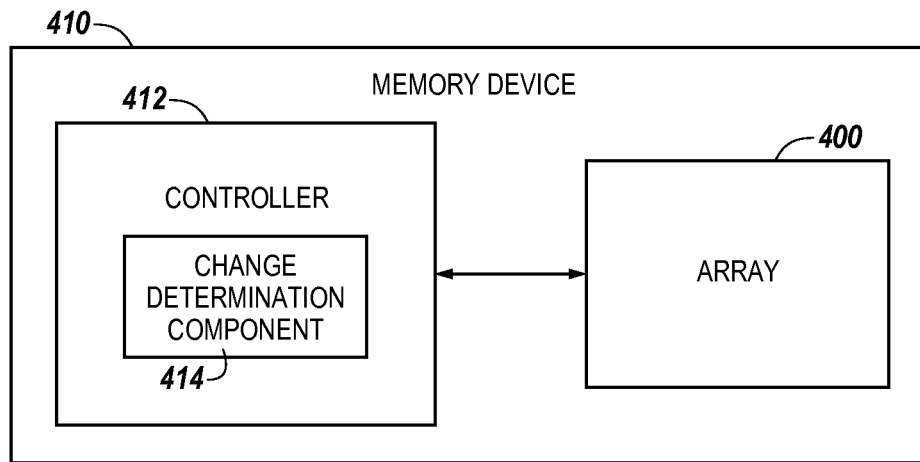 410
MEMORY DEVICE
412
400
CONTROLLER
CHANGE
DETERMINATION
COMPONENT
414
ARRAY